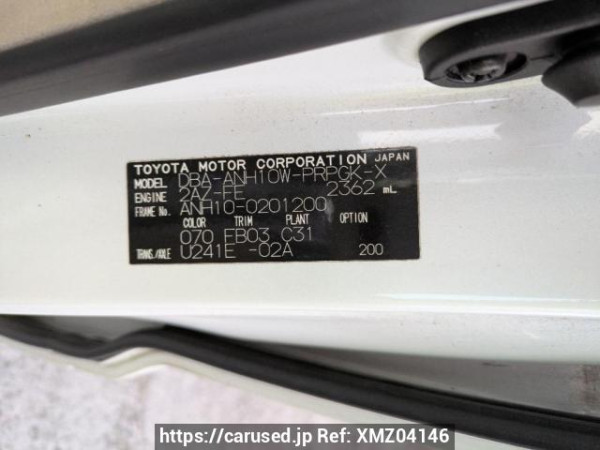 TOYOTA MOTOR CORPORATION JAPAN
MODEL DBA-ANH10W-PRPGK-X
ENGINE 2AZ-FE 2362 mL
FRAME No. ANH10-0201200
COLOR TRIM PLANT OPTION
070 FB03 C31
TRANS./AXLE U241E -02A 200
https://carused.jp Ref: XMZ04146